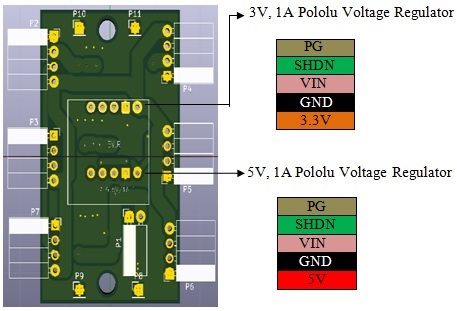 P10 P11
P2
P4
P3
P5
P7
P1
P6
P9 P8
3V, 1A Pololu Voltage Regulator
PG
SHDN
VIN
GND
3.3V
5V, 1A Pololu Voltage Regulator
PG
SHDN
VIN
GND
5V